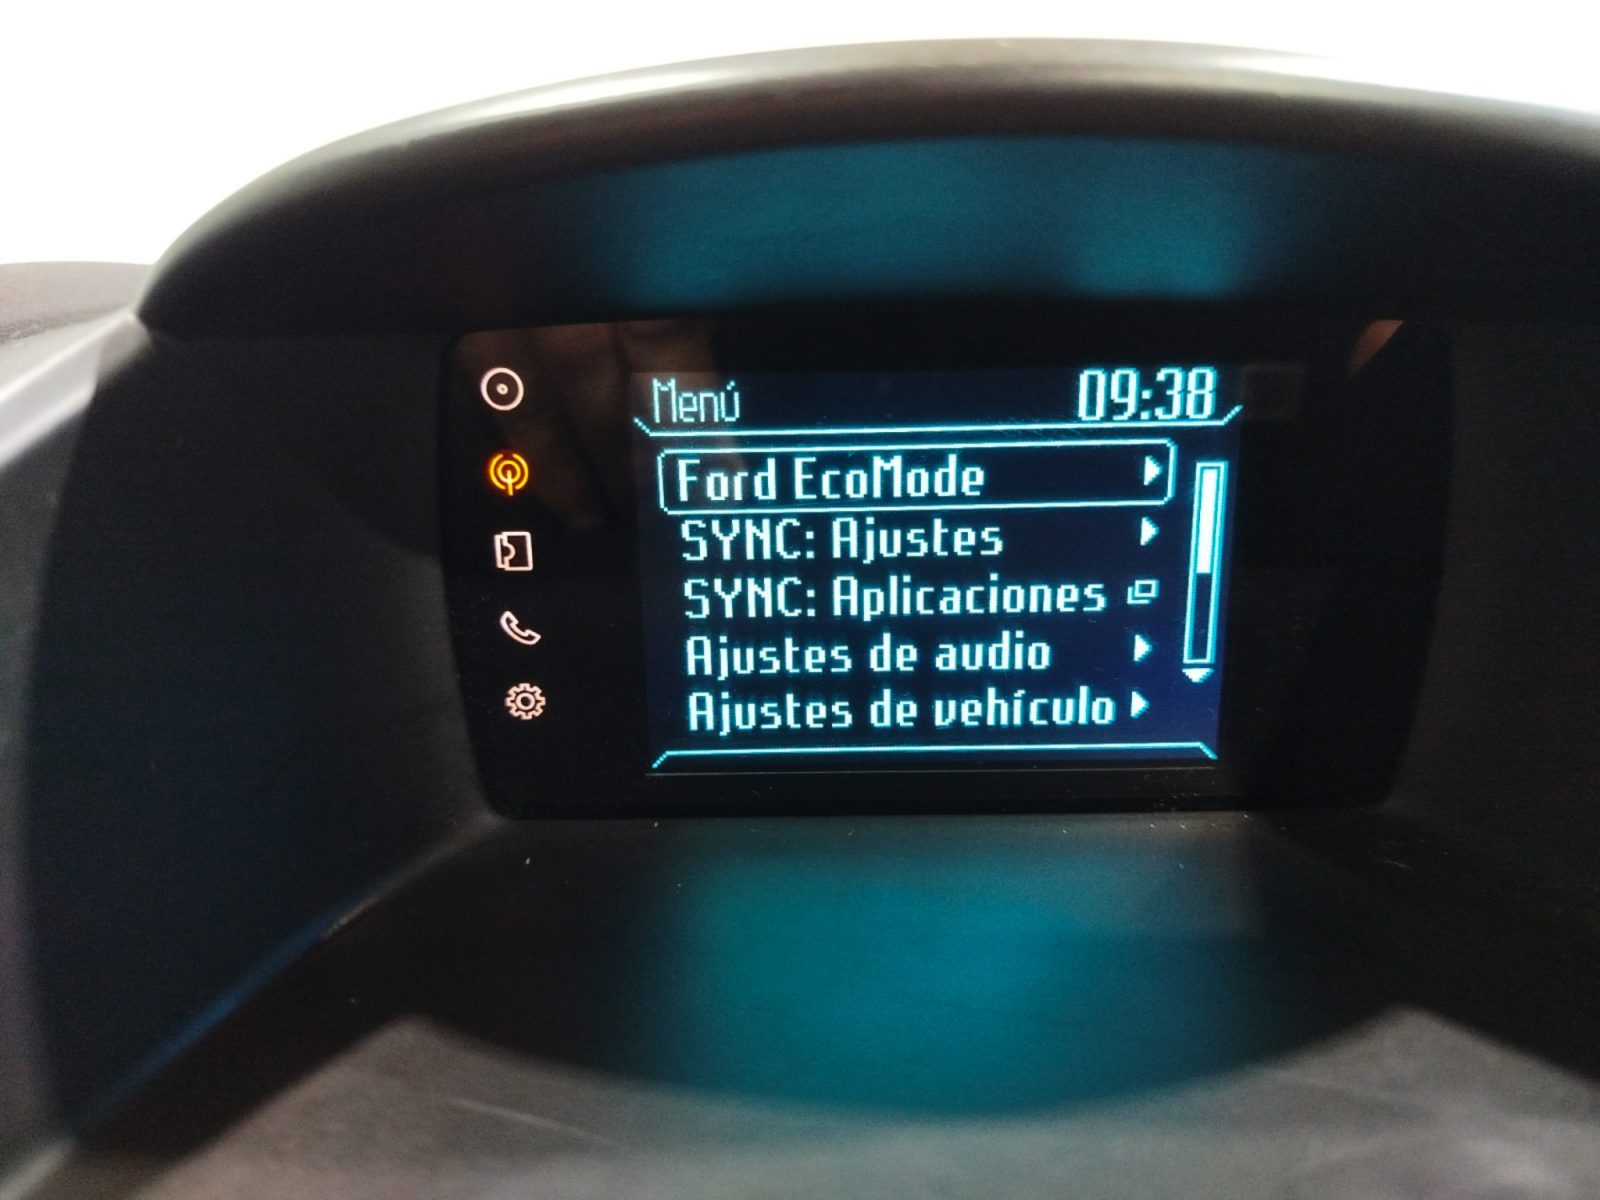 Menú 09:38
Ford EcoMode
SYNC: Ajustes
SYNC: Aplicaciones
Ajustes de audio
Ajustes de vehículo